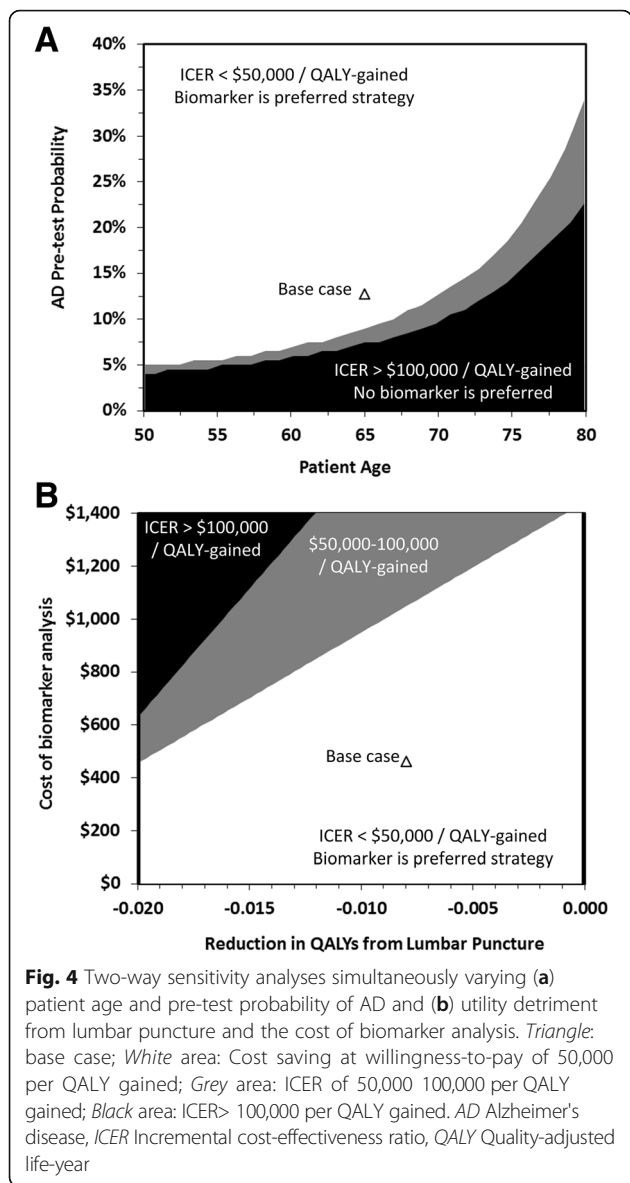 A
40%
35%
30%
25%
20%
15%
10%
5%
0%
AD Pre-test Probability
ICER < $50,000 / QALY-gained
Biomarker is preferred strategy
Base case
ICER > $100,000 / QALY-gained
No biomarker is preferred
50 55 60 65 70 75 80
Patient Age
B
$1,400
$1,200
$1,000
$800
$600
$400
$200
$0
Cost of biomarker analysis
ICER > $100,000
/ QALY-gained
$50,000-100,000
/ QALY-gained
Base case
ICER < $50,000 / QALY-gained
Biomarker is preferred strategy
-0.020 -0.015 -0.010 -0.005 0.000
Reduction in QALYs from Lumbar Puncture
Fig. 4 Two-way sensitivity analyses simultaneously varying (a)
patient age and pre-test probability of AD and (b) utility detriment
from lumbar puncture and the cost of biomarker analysis. Triangle:
base case; White area: Cost saving at willingness-to-pay of 50,000
per QALY gained; Grey area: ICER of 50,000 100,000 per QALY
gained; Black area: ICER> 100,000 per QALY gained. AD Alzheimer's
disease, ICER Incremental cost-effectiveness ratio, QALY Quality-adjusted
life-year